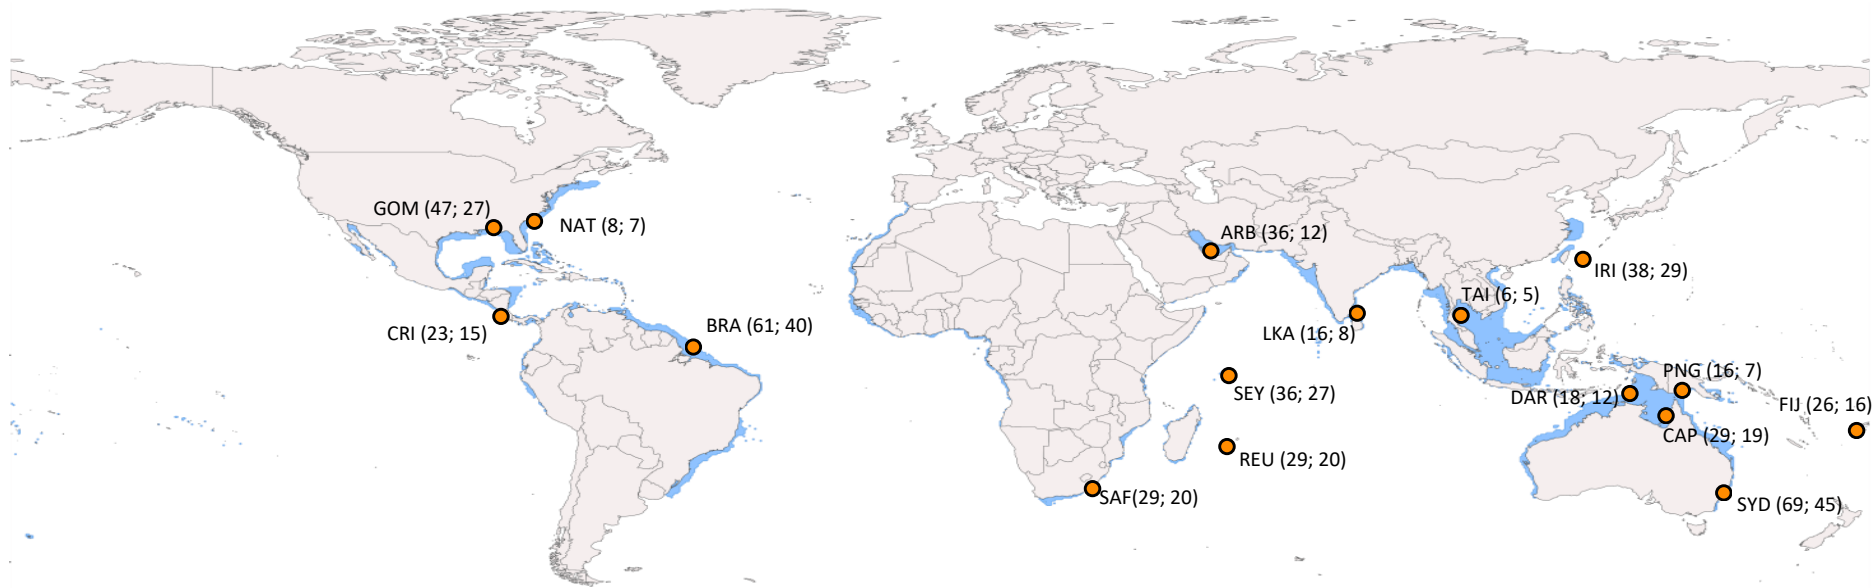 GOM (47; 27)
NAT (8; 7)
ARB (36; 12)
IRI (38; 29)
TAI (6; 5)
CRI (23; 15)
BRA (61; 40)
LKA (16; 8)
PNG (16; 7)
SEY (36; 27)
DAR (18; 12)
FIJ (26; 16)
CAP (29; 19)
REU (29; 20)
SAF(29; 20)
SYD (69; 45)